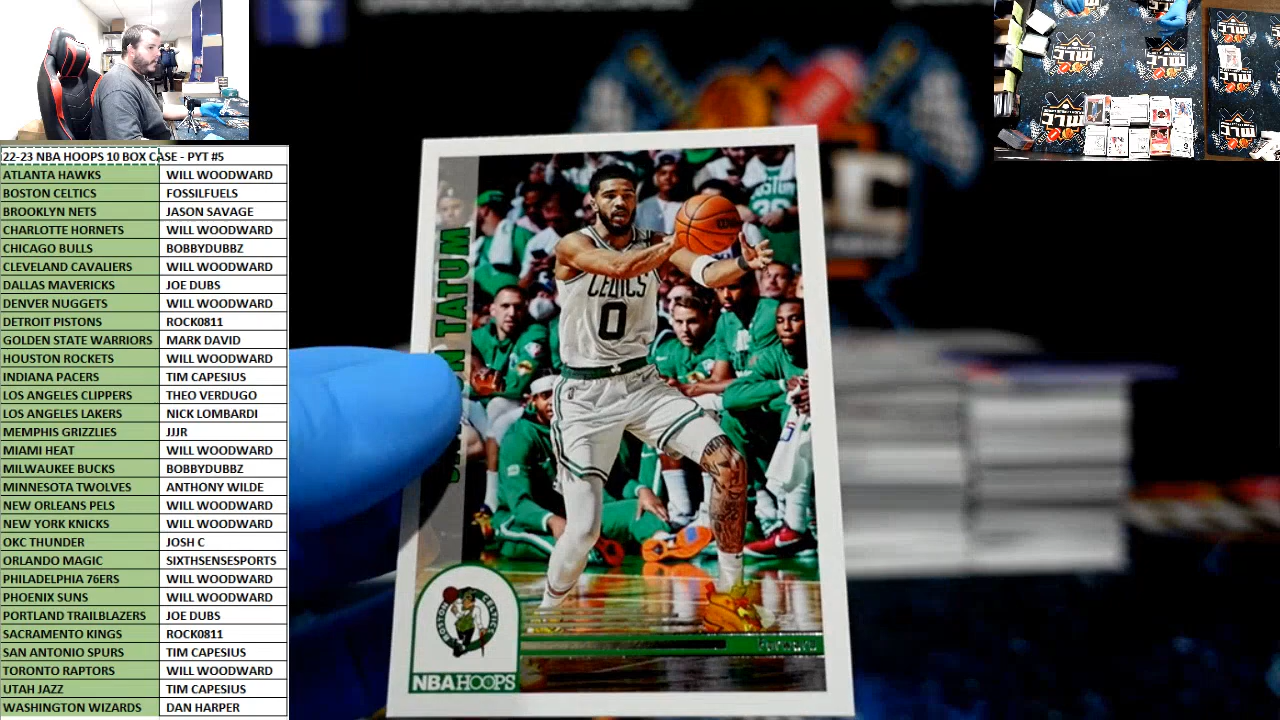 22-23 NBA HOOPS 10 BOX CASE - PYT #5
ATLANTA HAWKS WILL WOODWARD
BOSTON CELTICS FOSSILFUELS
BROOKLYN NETS JASON SAVAGE
CHARLOTTE HORNETS WILL WOODWARD
CHICAGO BULLS BOBBYDUBBZ
CLEVELAND CAVALIERS WILL WOODWARD
DALLAS MAVERICKS JOE DUBS
DENVER NUGGETS WILL WOODWARD
DETROIT PISTONS ROCK0811
GOLDEN STATE WARRIORS MARK DAVID
HOUSTON ROCKETS WILL WOODWARD
INDIANA PACERS TIM CAPESIUS
LOS ANGELES CLIPPERS THEO VERDUGO
LOS ANGELES LAKERS NICK LOMBARDI
MEMPHIS GRIZZLIES JJJR
MIAMI HEAT WILL WOODWARD
MILWAUKEE BUCKS BOBBYDUBBZ
MINNESOTA TWOLVES ANTHONY WILDE
NEW ORLEANS PELS WILL WOODWARD
NEW YORK KNICKS WILL WOODWARD
OKC THUNDER JOSH C
ORLANDO MAGIC SIXTHSENSESPORTS
PHILADELPHIA 76ERS WILL WOODWARD
PHOENIX SUNS WILL WOODWARD
PORTLAND TRAILBLAZERS JOE DUBS
SACRAMENTO KINGS ROCK0811
SAN ANTONIO SPURS TIM CAPESIUS
TORONTO RAPTORS WILL WOODWARD
UTAH JAZZ TIM CAPESIUS
WASHINGTON WIZARDS DAN HARPER
TATUM
CELTICS
0
BOSTON CELTICS
NBA HOOPS
Forward